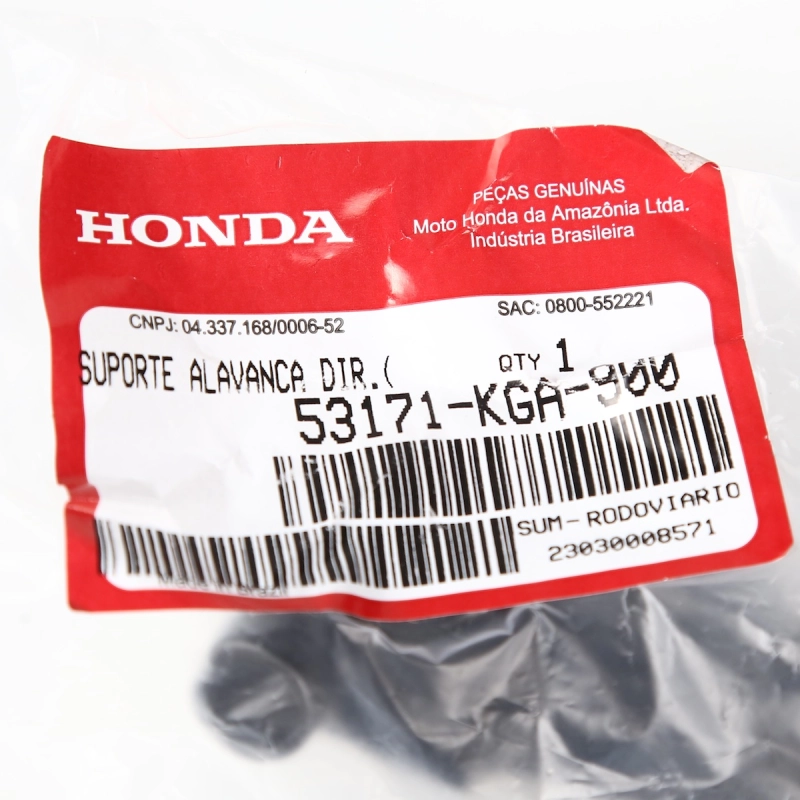 HONDA
PEÇAS GENUÍNAS
Moto Honda da Amazônia Ltda.
Indústria Brasileira
CNPJ: 04.337.168/0006-52
SAC: 0800-552221
SUPORTE ALAVANCA DIR.(
QTY 1
53171-KGA-900
SUM-RODOVIARIO
23030008571